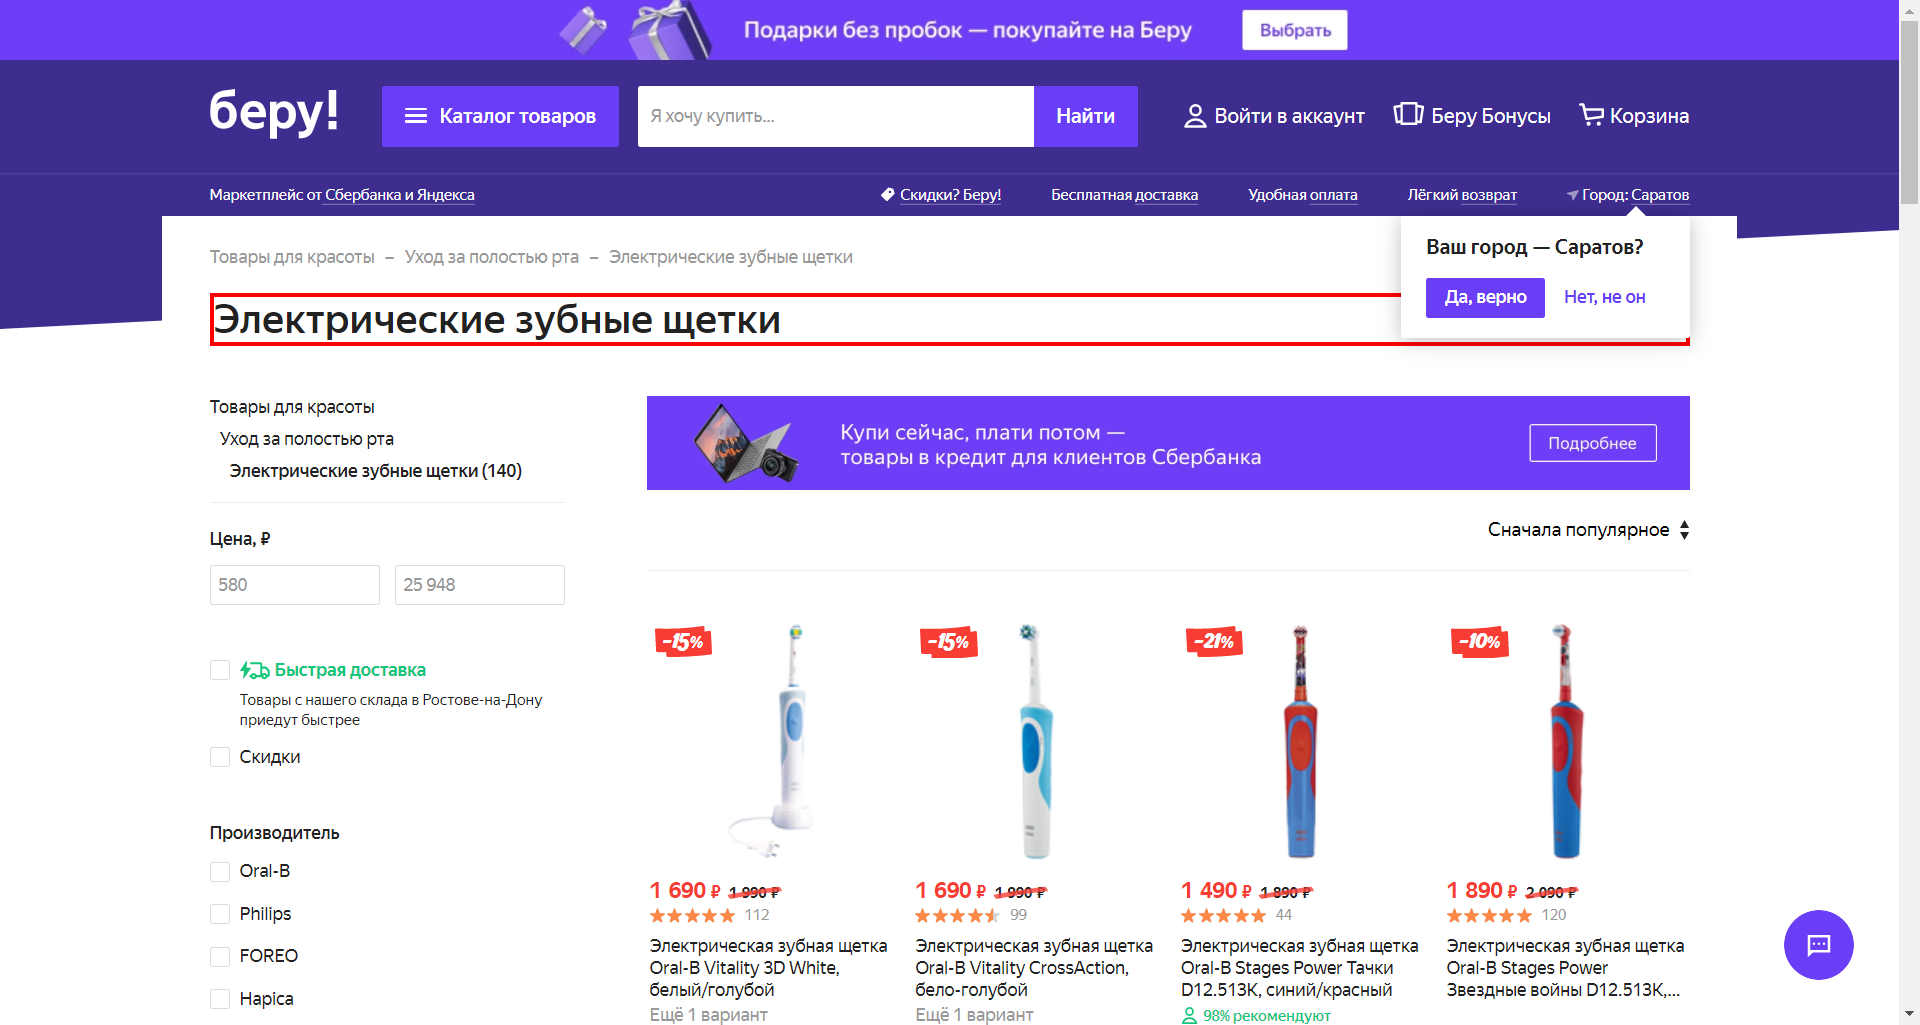 Подарки без пробок — покупайте на Беру
Выбрать
беру!
Каталог товаров
Я хочу купить...
Найти
Войти в аккаунт
Беру Бонусы
Корзина
Маркетплейс от Сбербанка и Яндекса
Скидки? Беру!
Бесплатная доставка
Удобная оплата
Лёгкий возврат
Город: Саратов
Ваш город — Саратов?
Да, верно
Нет, не он
Товары для красоты – Уход за полостью рта – Электрические зубные щетки
Электрические зубные щетки
Товары для красоты
Уход за полостью рта
Электрические зубные щетки (140)
Купи сейчас, плати потом —
товары в кредит для клиентов Сбербанка
Подробнее
Сначала популярное
Цена, ₽
580
25 948
Быстрая доставка
Товары с нашего склада в Ростове-на-Дону
приедут быстрее
Скидки
Производитель
Oral-B
Philips
FOREO
Hapica
-15%
1 690 ₽ 1 990 ₽
112
Электрическая зубная щетка
Oral-B Vitality 3D White,
белый/голубой
Ещё 1 вариант
-15%
1 690 ₽ 1 990 ₽
99
Электрическая зубная щетка
Oral-B Vitality CrossAction,
бело-голубой
Ещё 1 вариант
-21%
1 490 ₽ 1 890 ₽
44
Электрическая зубная щетка
Oral-B Stages Power Тачки
D12.513K, синий/красный
98% рекомендуют
-10%
1 890 ₽ 2 090 ₽
120
Электрическая зубная щетка
Oral-B Stages Power
Звездные войны D12.513K,...